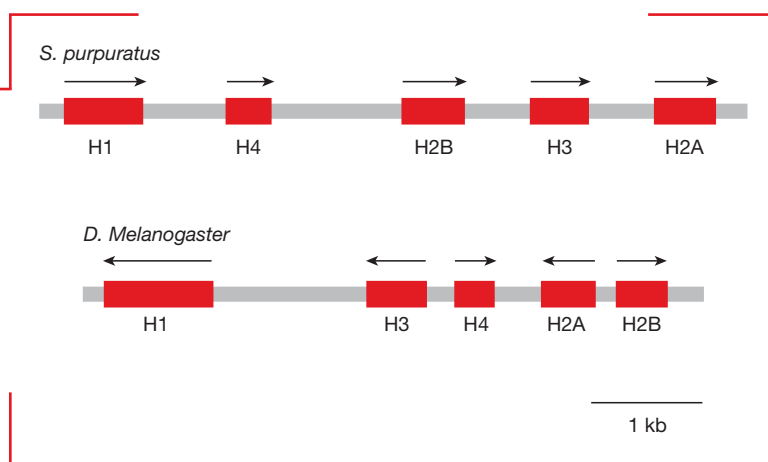 S. purpuratus
H1 H4 H2B H3 H2A
D. Melanogaster
H1 H3 H4 H2A H2B
1 kb